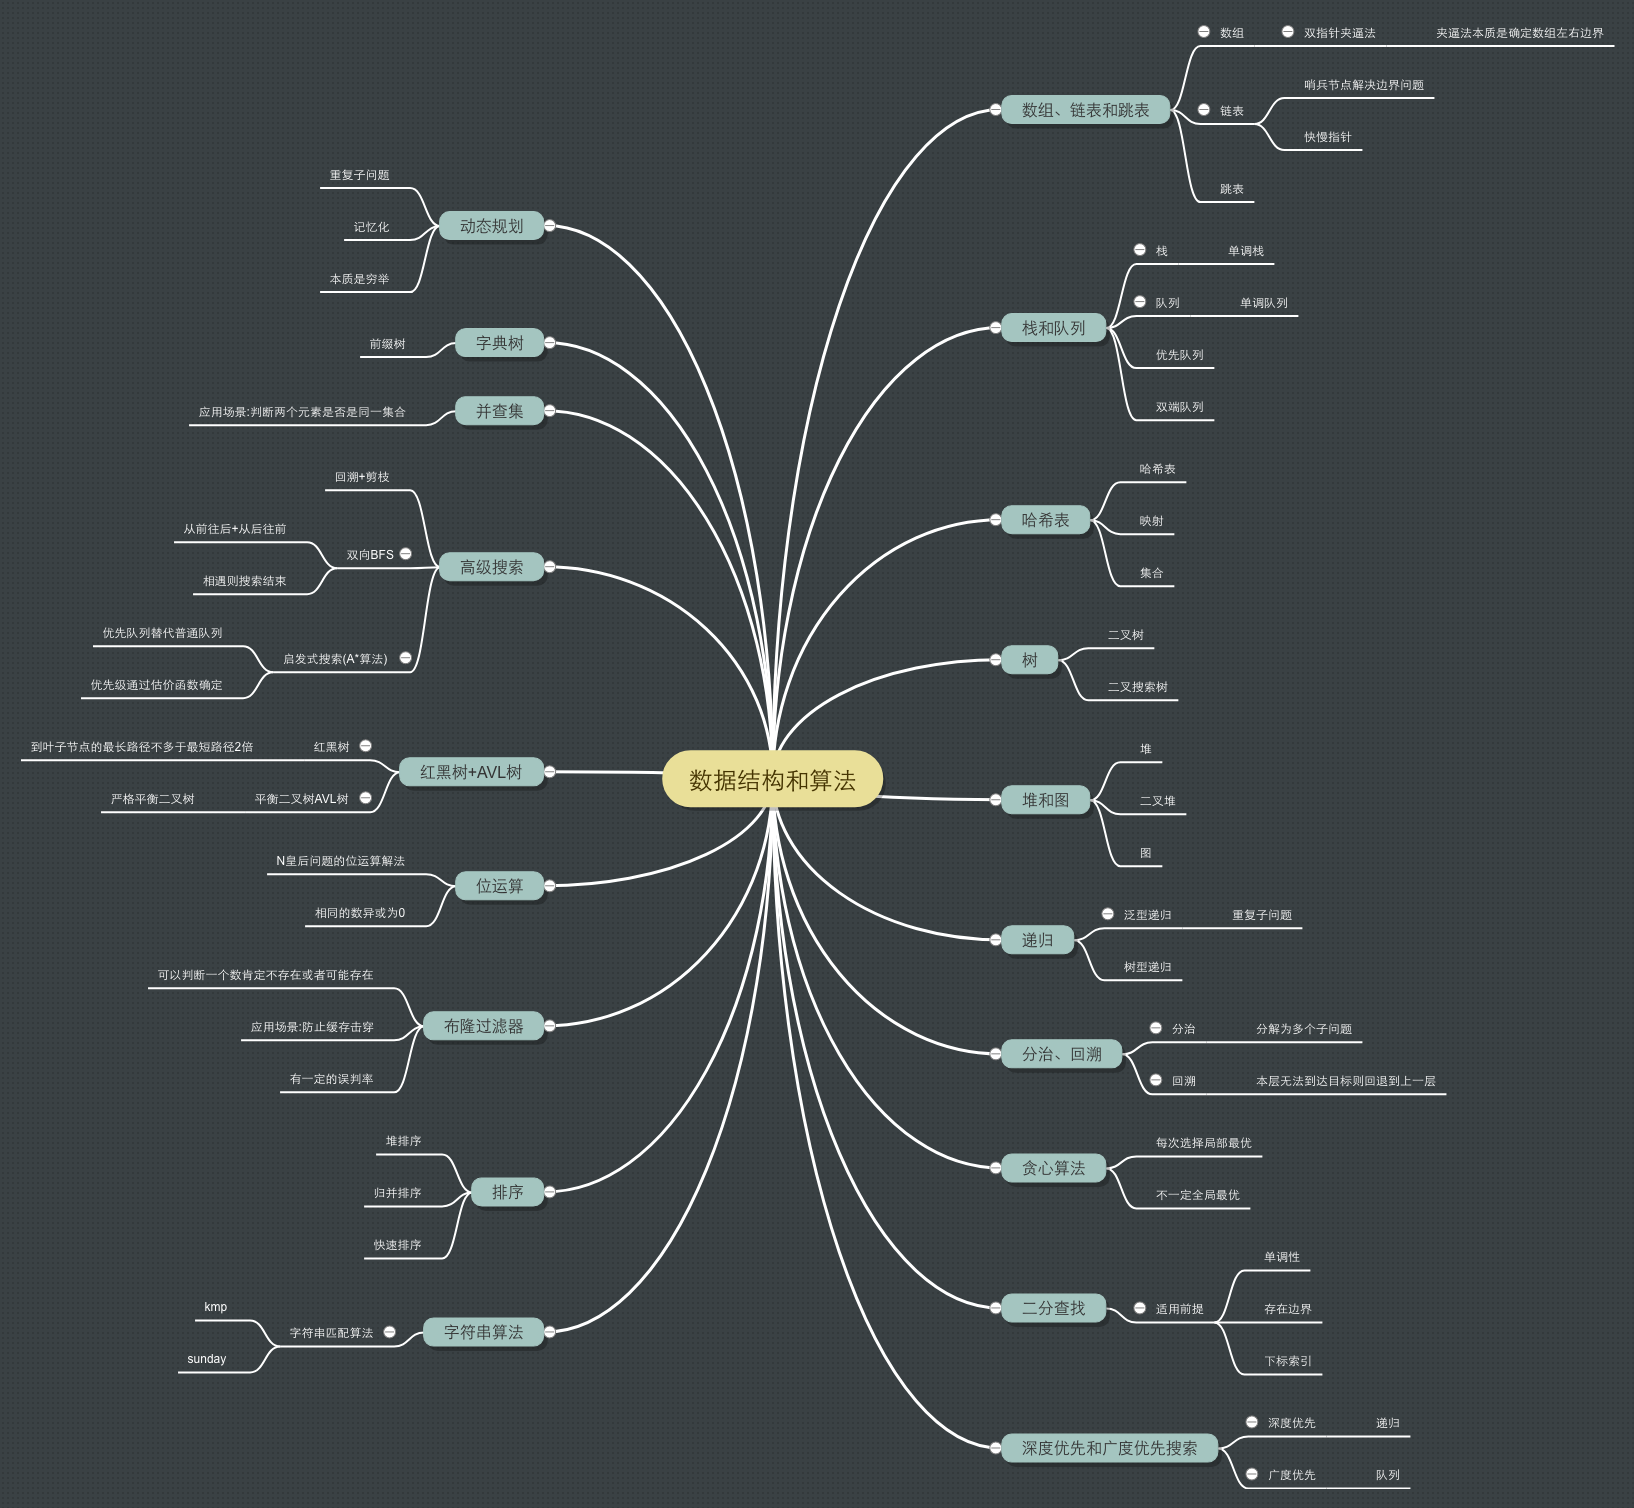 数据结构和算法
数组、链表和跳表
数组
双指针夹逼法
夹逼法本质是确定数组左右边界
链表
哨兵节点解决边界问题
快慢指针
跳表
栈和队列
栈
单调栈
队列
单调队列
优先队列
双端队列
哈希表
哈希表
映射
集合
树
二叉树
二叉搜索树
堆和图
堆
二叉堆
图
递归
泛型递归
重复子问题
树型递归
分治、回溯
分治
分解为多个子问题
回溯
本层无法到达目标则回退到上一层
贪心算法
每次选择局部最优
不一定全局最优
二分查找
适用前提
单调性
存在边界
下标索引
深度优先和广度优先搜索
深度优先
递归
广度优先
队列
动态规划
重复子问题
记忆化
本质是穷举
字典树
前缀树
并查集
应用场景:判断两个元素是否是同一集合
高级搜索
回溯+剪枝
双向BFS
从前往后+从后往前
相遇则搜索结束
启发式搜索(A*算法)
优先队列替代普通队列
优先级通过估价函数确定
红黑树+AVL树
红黑树
到叶子节点的最长路径不多于最短路径2倍
平衡二叉树AVL树
严格平衡二叉树
位运算
N皇后问题的位运算解法
相同的数异或为0
布隆过滤器
可以判断一个数肯定不存在或者可能存在
应用场景:防止缓存击穿
有一定的误判率
排序
堆排序
归并排序
快速排序
字符串算法
字符串匹配算法
kmp
sunday